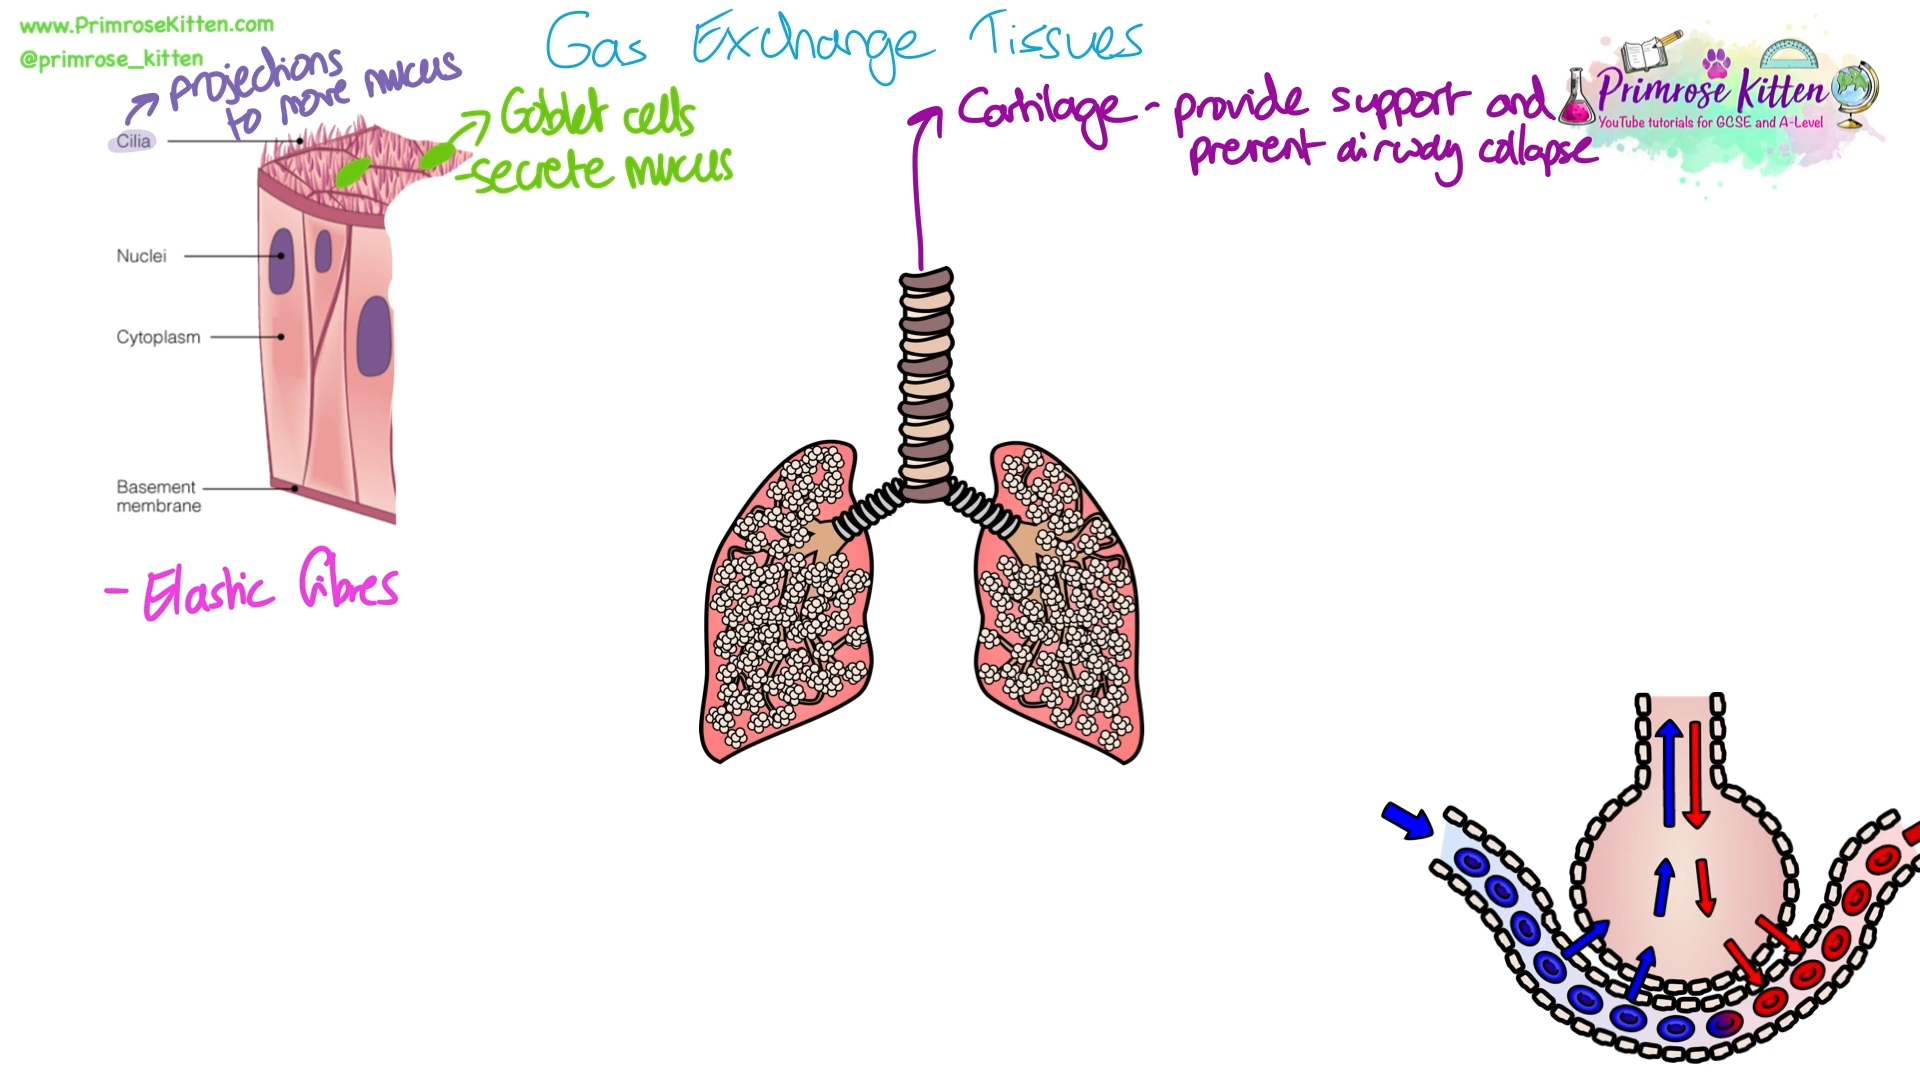 www.PrimroseKitten.com
@primrose_kitten
Gas Exchange Tissues
projections
to move mucus
Goblet cells
- secrete mucus
Cartilage - provide support and
prevent airway collapse
Primrose Kitten
YouTube tutorials for GCSE and A-Level
Cilia
Nuclei
Cytoplasm
Basement
membrane
- Elastic fibres